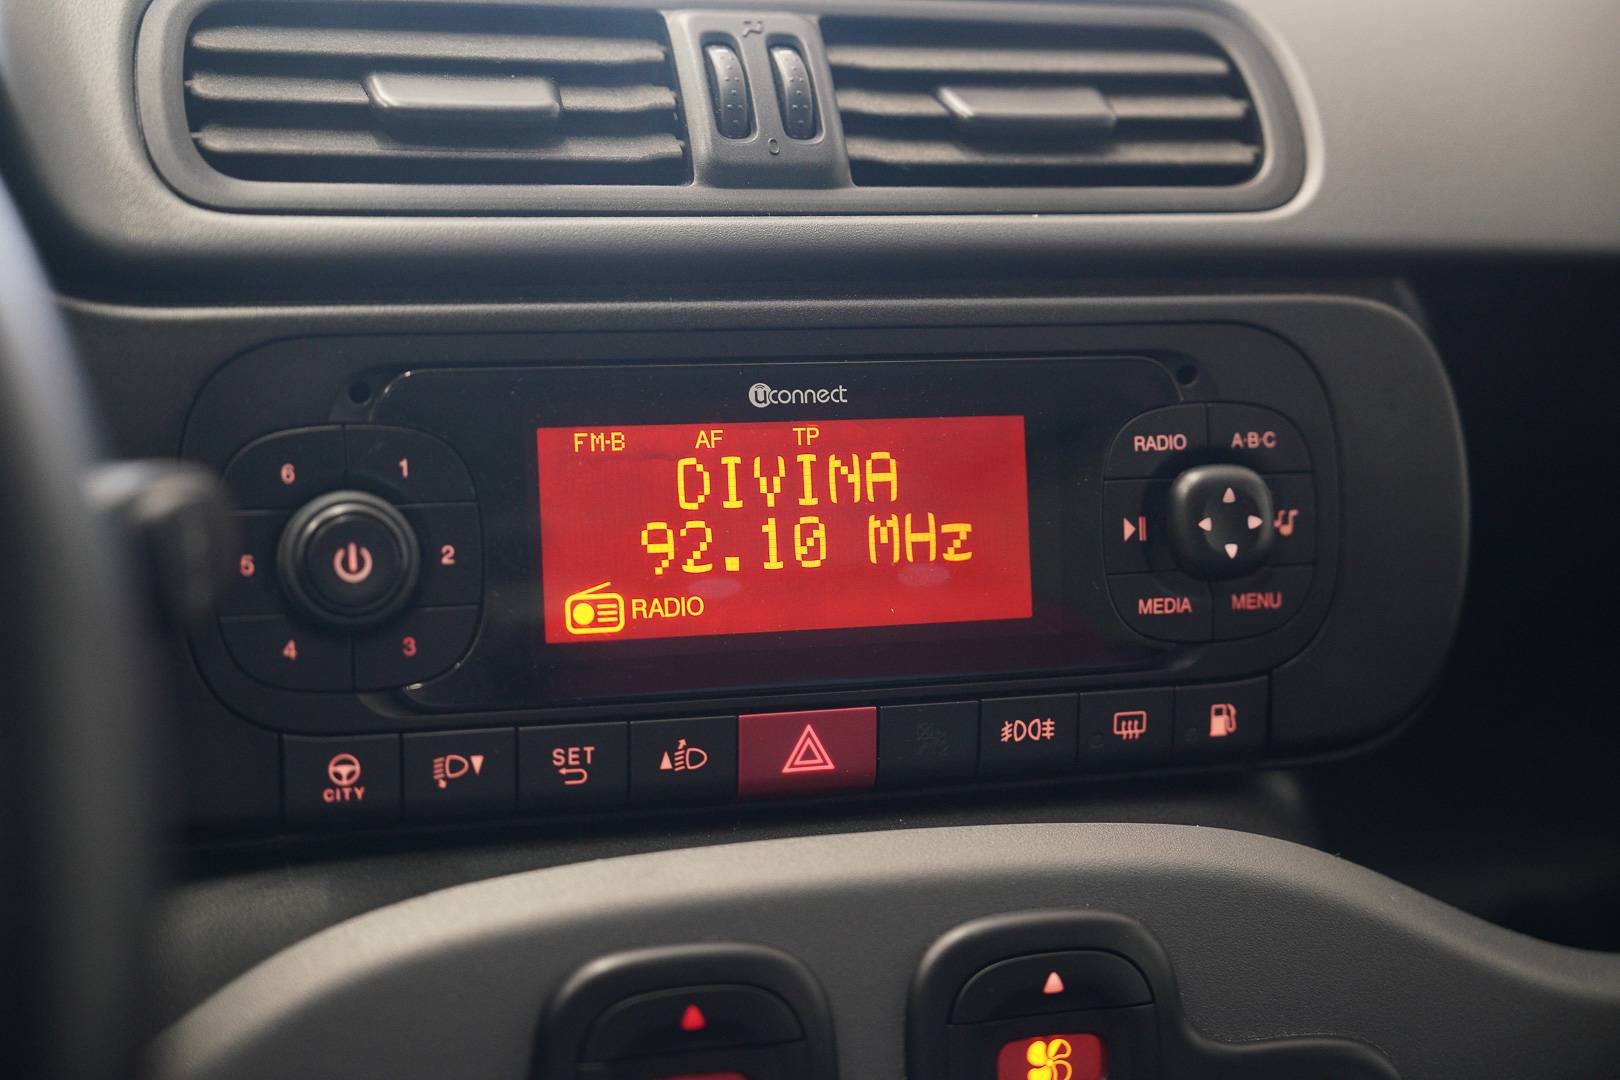 uconnect
FM-B AF TP
DIVINA
92.10 MHz
RADIO
6 1
5 2
4 3
RADIO A·B·C
MEDIA MENU
CITY
SET
0